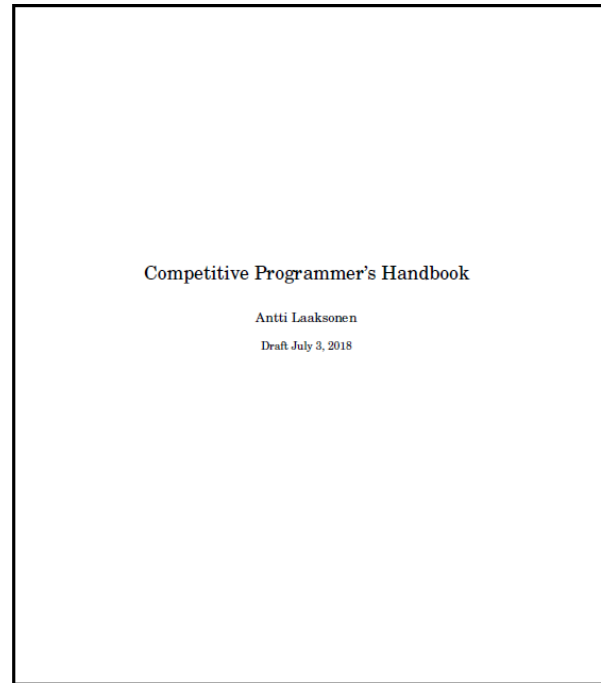 Competitive Programmer's Handbook
Antti Laaksonen
Draft July 3, 2018